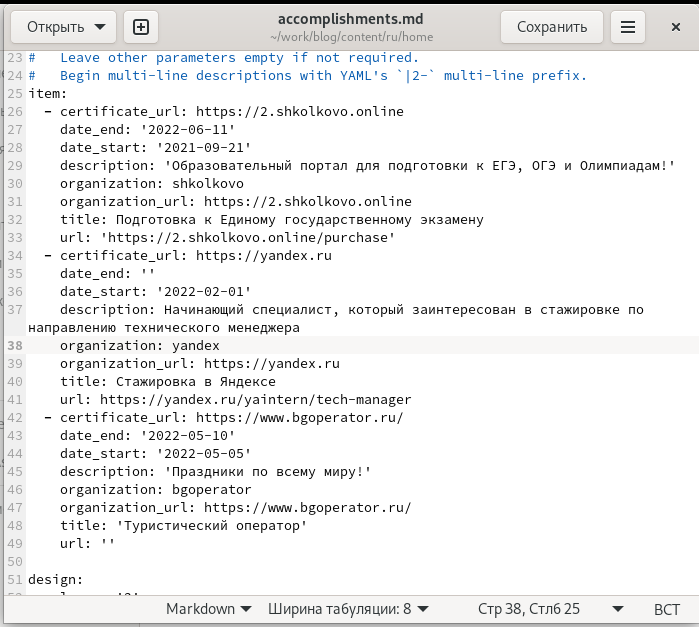 Открыть
accomplishments.md
~/work/blog/content/ru/home
Сохранить
23 #   Leave other parameters empty if not required.
24 #   Begin multi-line descriptions with YAML's `|2-` multi-line prefix.
25 item:
26   - certificate_url: https://2.shkolkovo.online
27     date_end: '2022-06-11'
28     date_start: '2021-09-21'
29     description: 'Образовательный портал для подготовки к ЕГЭ, ОГЭ и Олимпиадам!'
30     organization: shkolkovo
31     organization_url: https://2.shkolkovo.online
32     title: Подготовка к Единому государственному экзамену
33     url: 'https://2.shkolkovo.online/purchase'
34   - certificate_url: https://yandex.ru
35     date_end: ''
36     date_start: '2022-02-01'
37     description: Начинающий специалист, который заинтересован в стажировке по
направлению технического менеджера
38     organization: yandex
39     organization_url: https://yandex.ru
40     title: Стажировка в Яндексе
41     url: https://yandex.ru/yaintern/tech-manager
42   - certificate_url: https://www.bgoperator.ru/
43     date_end: '2022-05-10'
44     date_start: '2022-05-05'
45     description: 'Праздники по всему миру!'
46     organization: bgoperator
47     organization_url: https://www.bgoperator.ru/
48     title: 'Туристический оператор'
49     url: ''
50
51 design:
Markdown
Ширина табуляции: 8
Стр 38, Стлб 25
ВСТ